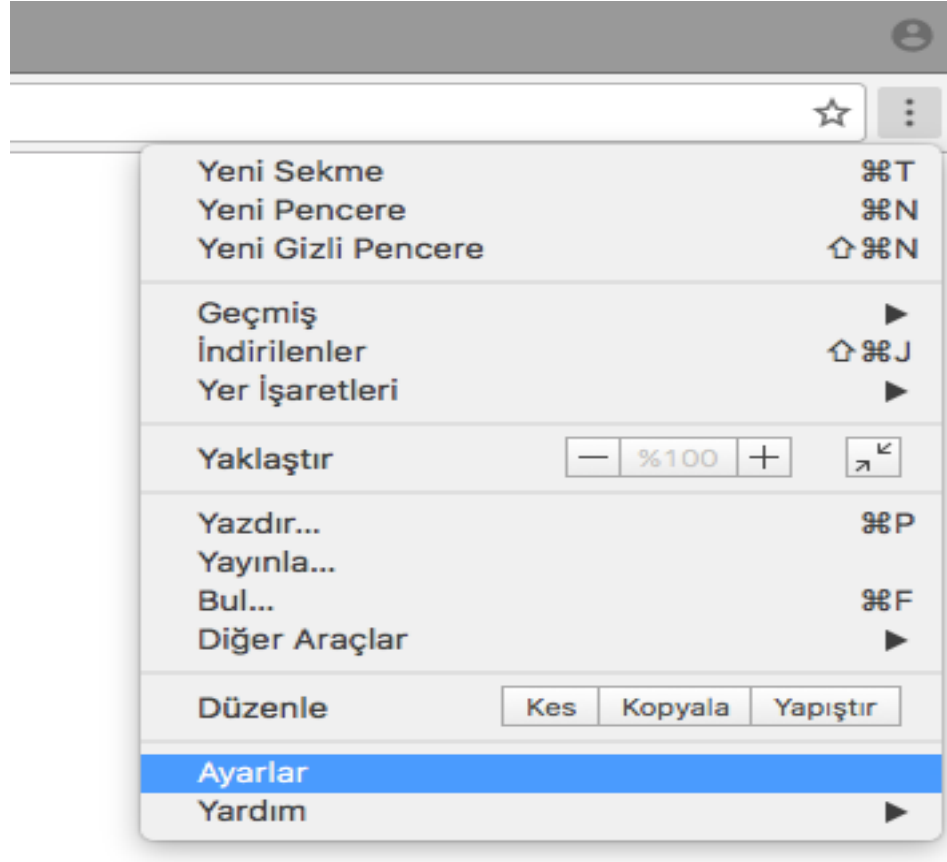 Yeni Sekme ⌘T
Yeni Pencere ⌘N
Yeni Gizli Pencere ⇧⌘N
Geçmiş ▶
İndirilenler ⇧⌘J
Yer İşaretleri ▶
Yaklaştır — %100 +
Yazdır... ⌘P
Yayınla...
Bul... ⌘F
Diğer Araçlar ▶
Düzenle Kes Kopyala Yapıştır
Ayarlar
Yardım ▶